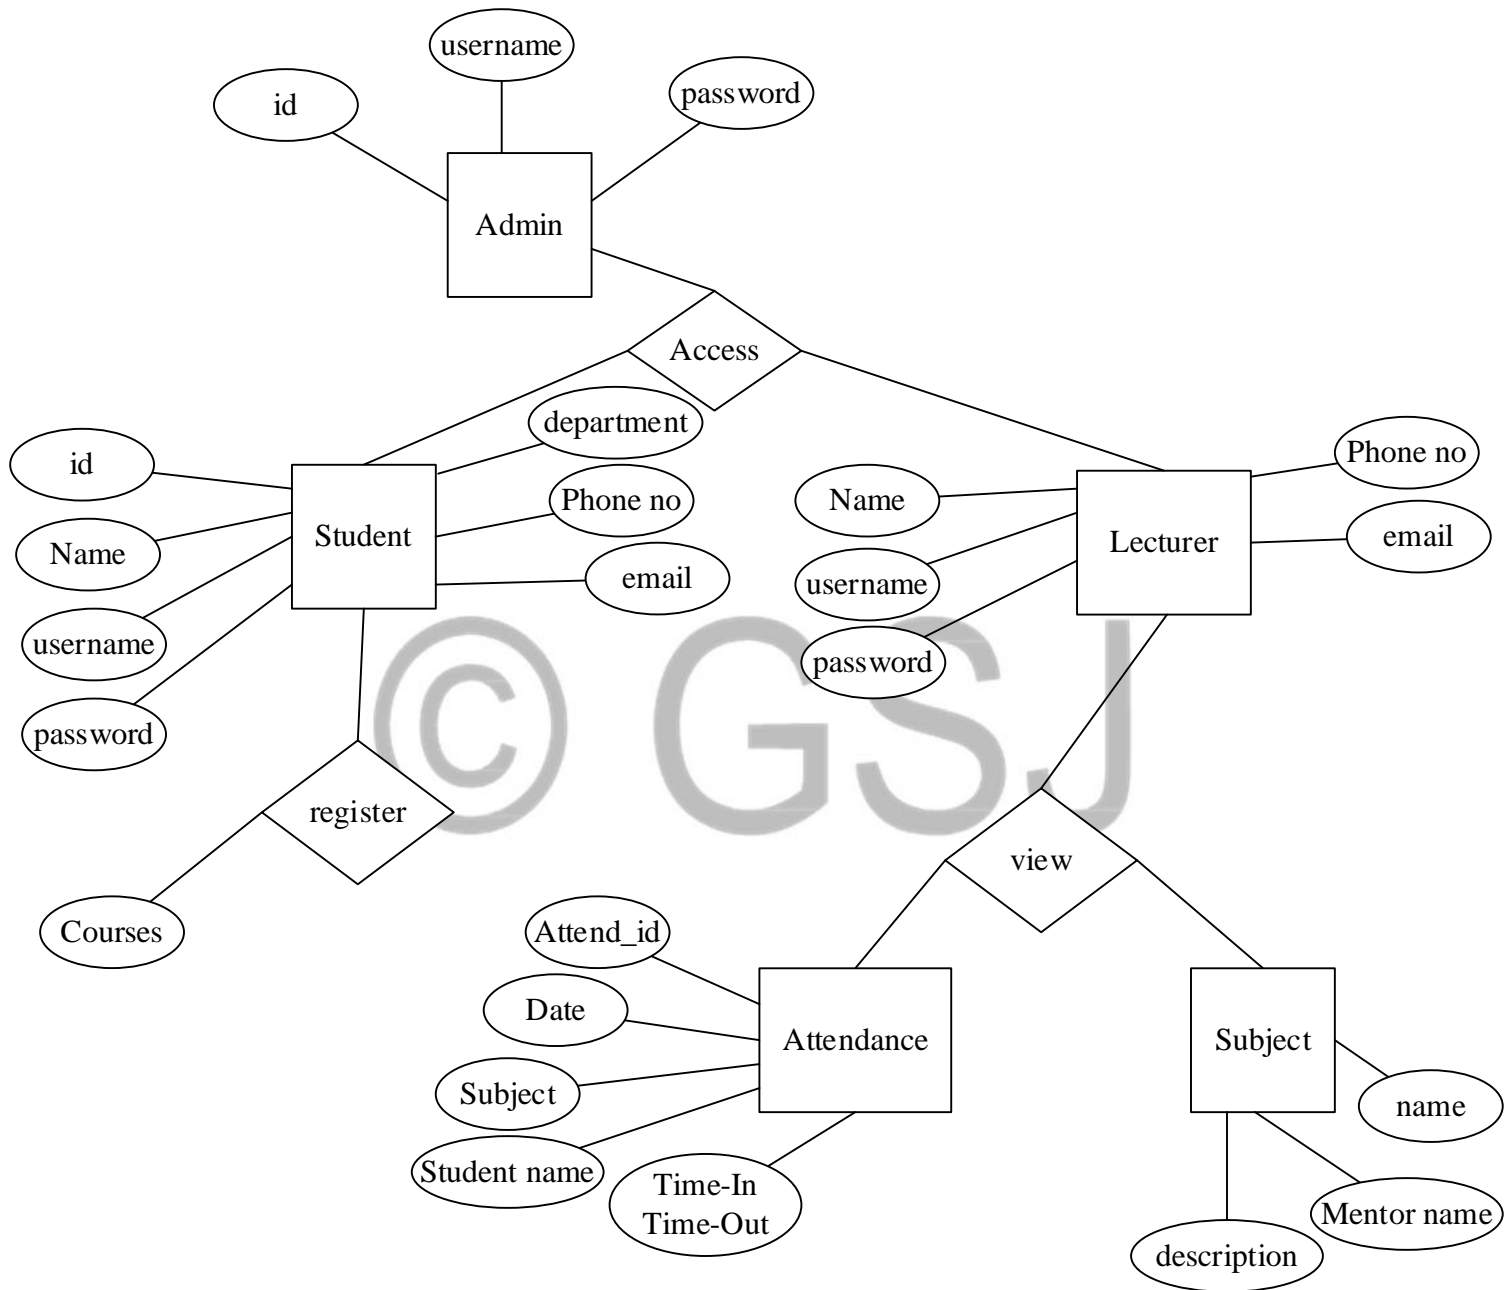 username
id
password
Admin
Access
department
id
Phone no
Name
Student
email
username
password
Phone no
Name
Lecturer
email
username
password
© GSJ
register
view
Courses
Attend_id
Date
Attendance
Subject
Student name
Time-In
Time-Out
Subject
name
Mentor name
description